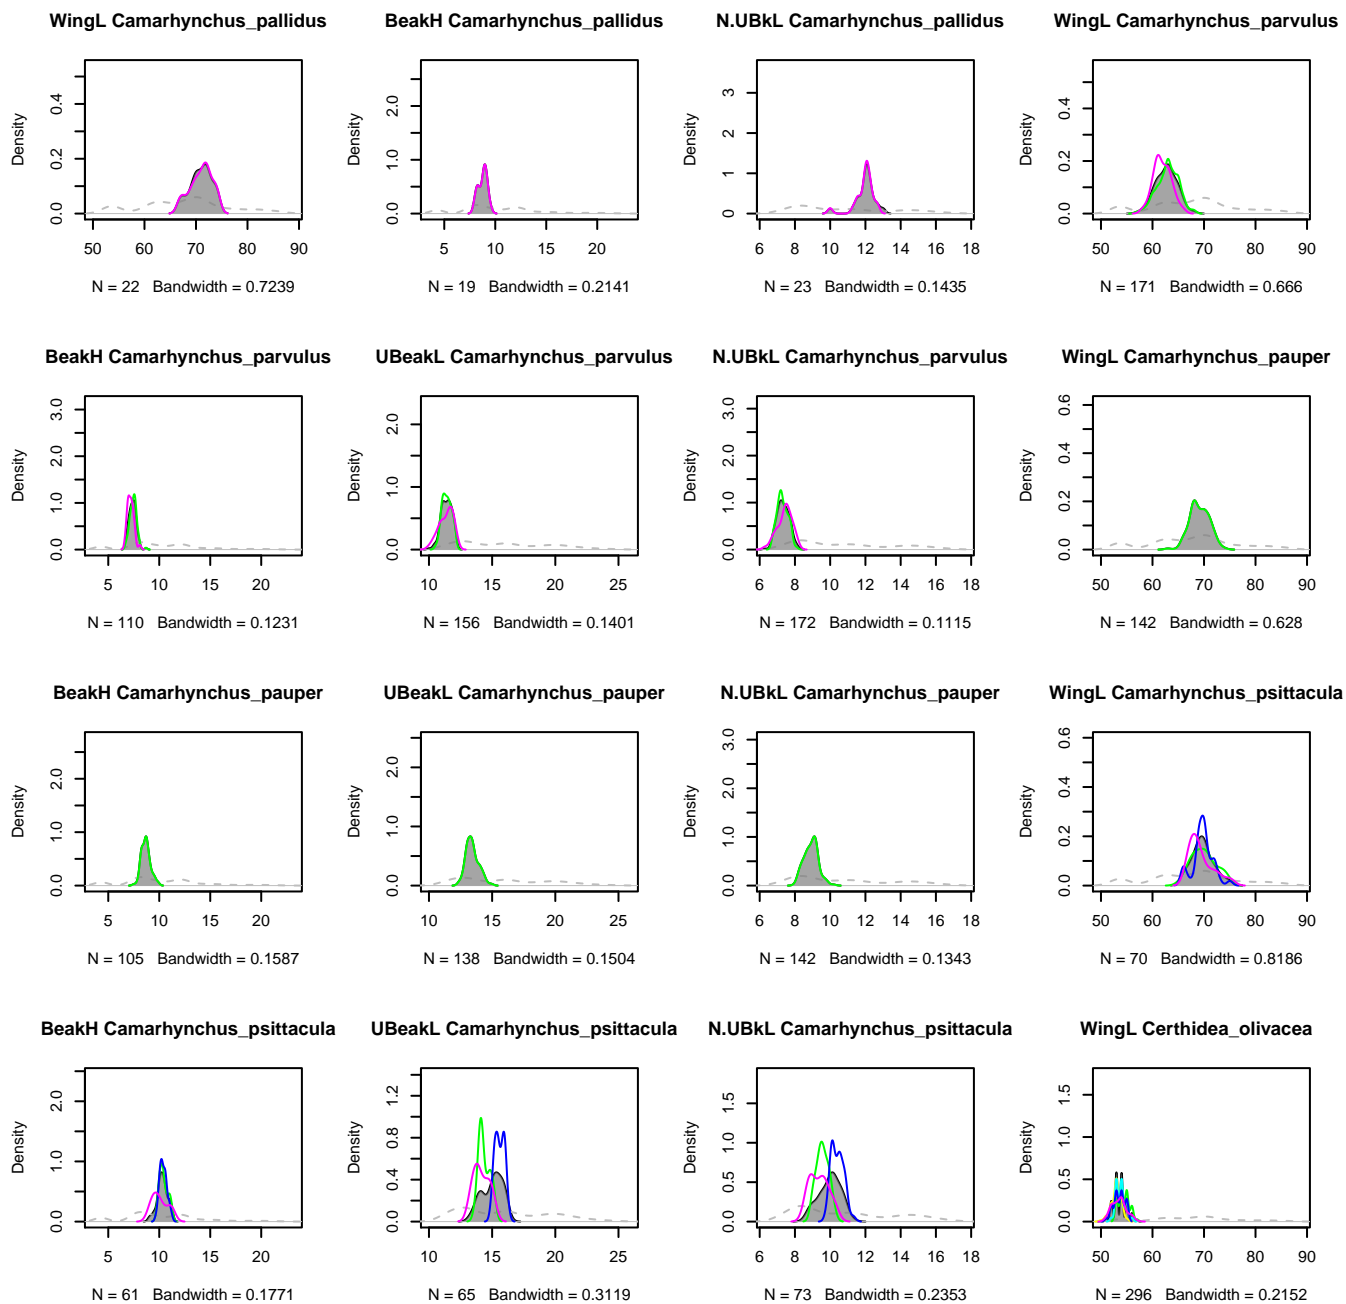 WingL Camarhynchus_pallidus
Density
0.0 0.2 0.4
50 60 70 80 90
N = 22 Bandwidth = 0.7239
BeakH Camarhynchus_pallidus
Density
0.0 1.0 2.0
5 10 15 20
N = 19 Bandwidth = 0.2141
N.UBkL Camarhynchus_pallidus
Density
0 1 2 3
6 8 10 12 14 16 18
N = 23 Bandwidth = 0.1435
WingL Camarhynchus_parvulus
Density
0.0 0.2 0.4
50 60 70 80 90
N = 171 Bandwidth = 0.666
BeakH Camarhynchus_parvulus
Density
0.0 1.0 2.0 3.0
5 10 15 20
N = 110 Bandwidth = 0.1231
UBeakL Camarhynchus_parvulus
Density
0.0 1.0 2.0
10 15 20 25
N = 156 Bandwidth = 0.1401
N.UBkL Camarhynchus_parvulus
Density
0.0 1.0 2.0 3.0
6 8 10 12 14 16 18
N = 172 Bandwidth = 0.1115
WingL Camarhynchus_pauper
Density
0.0 0.2 0.4 0.6
50 60 70 80 90
N = 142 Bandwidth = 0.628
BeakH Camarhynchus_pauper
Density
0.0 1.0 2.0
5 10 15 20
N = 105 Bandwidth = 0.1587
UBeakL Camarhynchus_pauper
Density
0.0 1.0 2.0
10 15 20 25
N = 138 Bandwidth = 0.1504
N.UBkL Camarhynchus_pauper
Density
0.0 1.0 2.0 3.0
6 8 10 12 14 16 18
N = 142 Bandwidth = 0.1343
WingL Camarhynchus_psittacula
Density
0.0 0.2 0.4 0.6
50 60 70 80 90
N = 70 Bandwidth = 0.8186
BeakH Camarhynchus_psittacula
Density
0.0 1.0 2.0
5 10 15 20
N = 61 Bandwidth = 0.1771
UBeakL Camarhynchus_psittacula
Density
0.0 0.4 0.8 1.2
10 15 20 25
N = 65 Bandwidth = 0.3119
N.UBkL Camarhynchus_psittacula
Density
0.0 0.5 1.0 1.5
6 8 10 12 14 16 18
N = 73 Bandwidth = 0.2353
WingL Certhidea_olivacea
Density
0.0 0.5 1.0 1.5
50 60 70 80 90
N = 296 Bandwidth = 0.2152